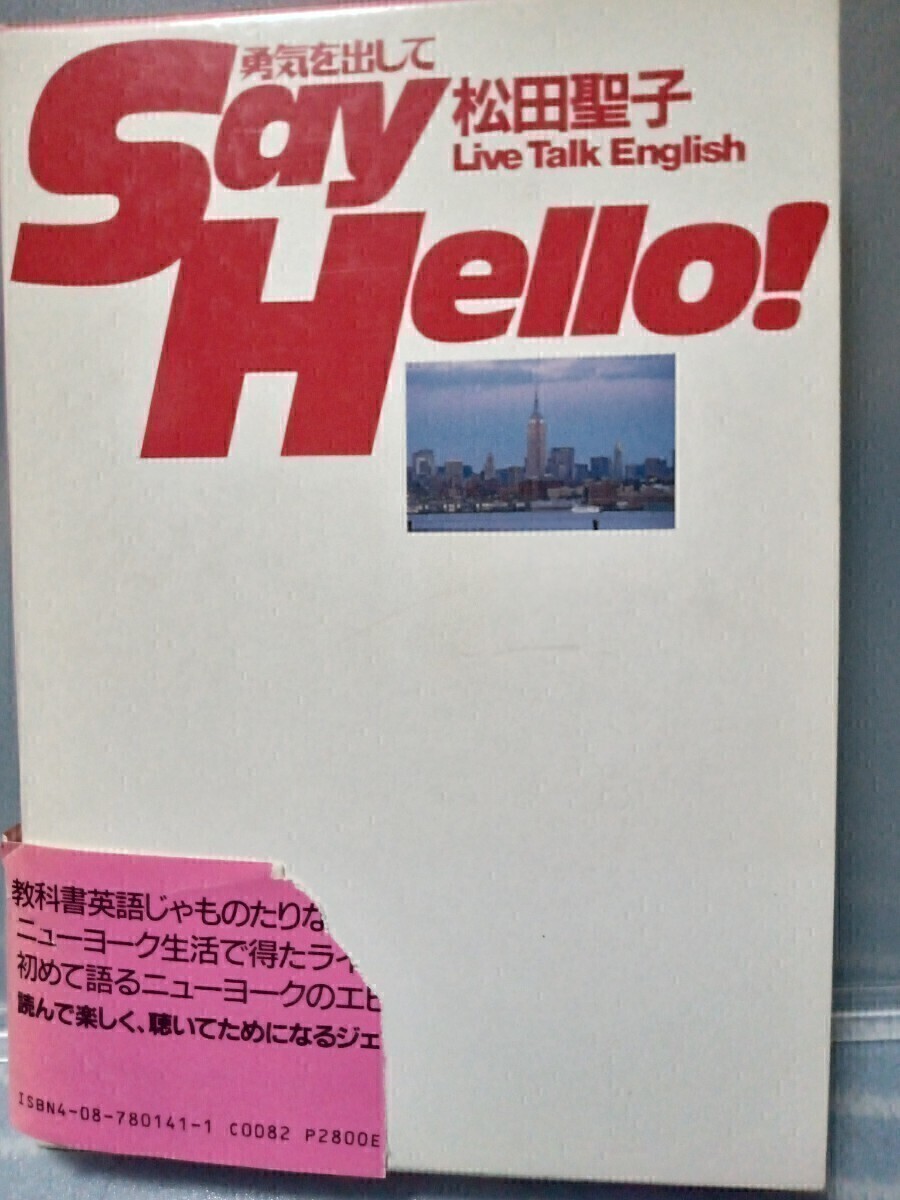 勇気を出して
Say
Hello!
松田聖子
Live Talk English
教科書英語じゃものたりな
ニューヨーク生活で得たライ
初めて語るニューヨークのエピ
読んで楽しく、聴いてためになるジェ
ISBN4-08-780141-1 C0082 P2800E